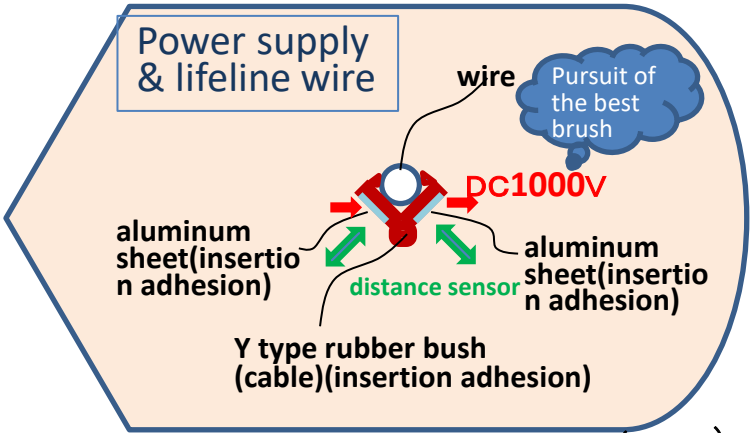 Power supply
& lifeline wire
wire
Pursuit of
the best
brush
DC1000V
aluminum
sheet(insertio
n adhesion)
distance sensor
aluminum
sheet(insertio
n adhesion)
Y type rubber bush
(cable)(insertion adhesion)